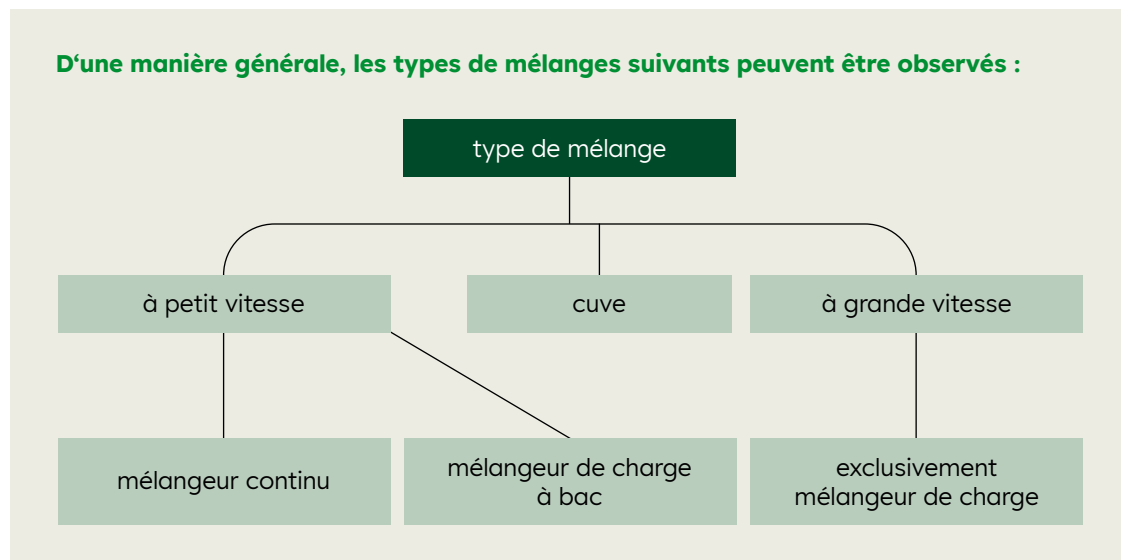 D‘une manière générale, les types de mélanges suivants peuvent être observés :
type de mélange
à petit vitesse
cuve
à grande vitesse
mélangeur continu
mélangeur de charge
à bac
exclusivement
mélangeur de charge